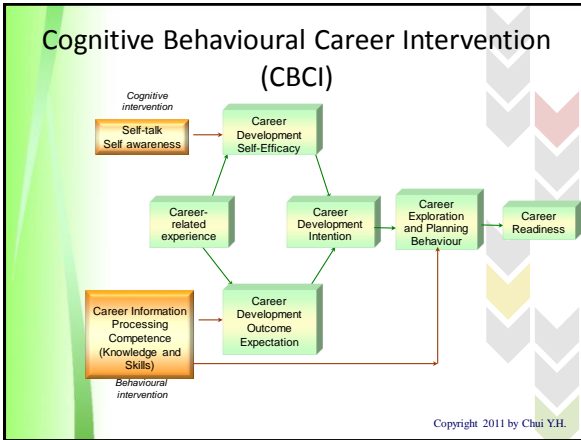 Cognitive Behavioural Career Intervention
(CBCI)
Cognitive
intervention
Self-talk
Self awareness
Career
Development
Self-Efficacy
Career-
related
experience
Career
Development
Intention
Career
Exploration
and Planning
Behaviour
Career
Readiness
Career Information
Processing
Competence
(Knowledge and
Skills)
Career
Development
Outcome
Expectation
Behavioural
intervention
Copyright 2011 by Chui Y.H.